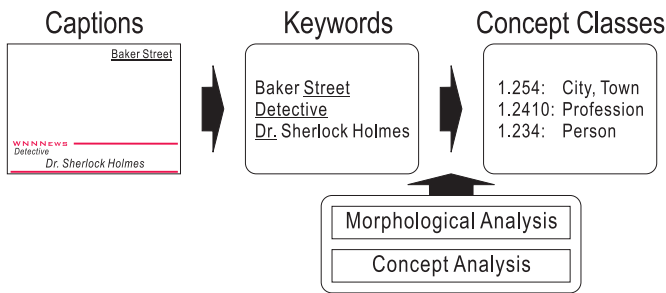 Captions
Keywords
Concept Classes
Baker Street
WNNNEWS
Detective
Dr. Sherlock Holmes
Baker Street
Detective
Dr. Sherlock Holmes
1.254: City, Town
1.2410: Profession
1.234: Person
Morphological Analysis
Concept Analysis